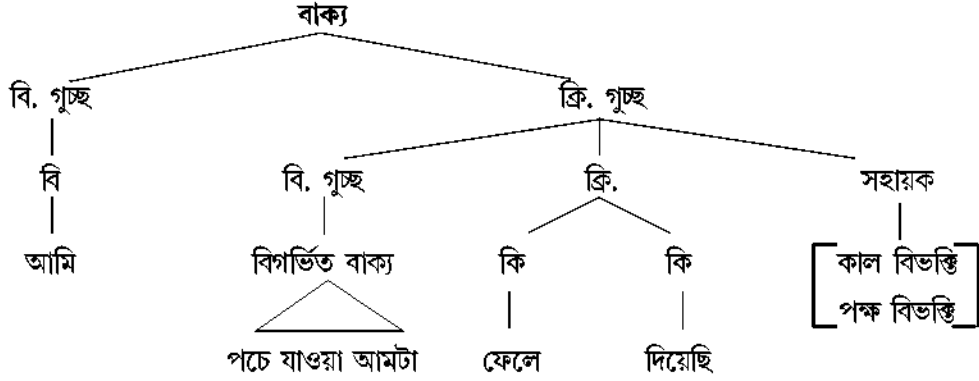 বাক্য
বি. গুচ্ছ ক্রি. গুচ্ছ
বি বি. গুচ্ছ ক্রি. সহায়ক
আমি বিগর্ভিত বাক্য কি কি কাল বিভক্তি
পক্ষ বিভক্তি
পচে যাওয়া আমটা ফেলে দিয়েছি